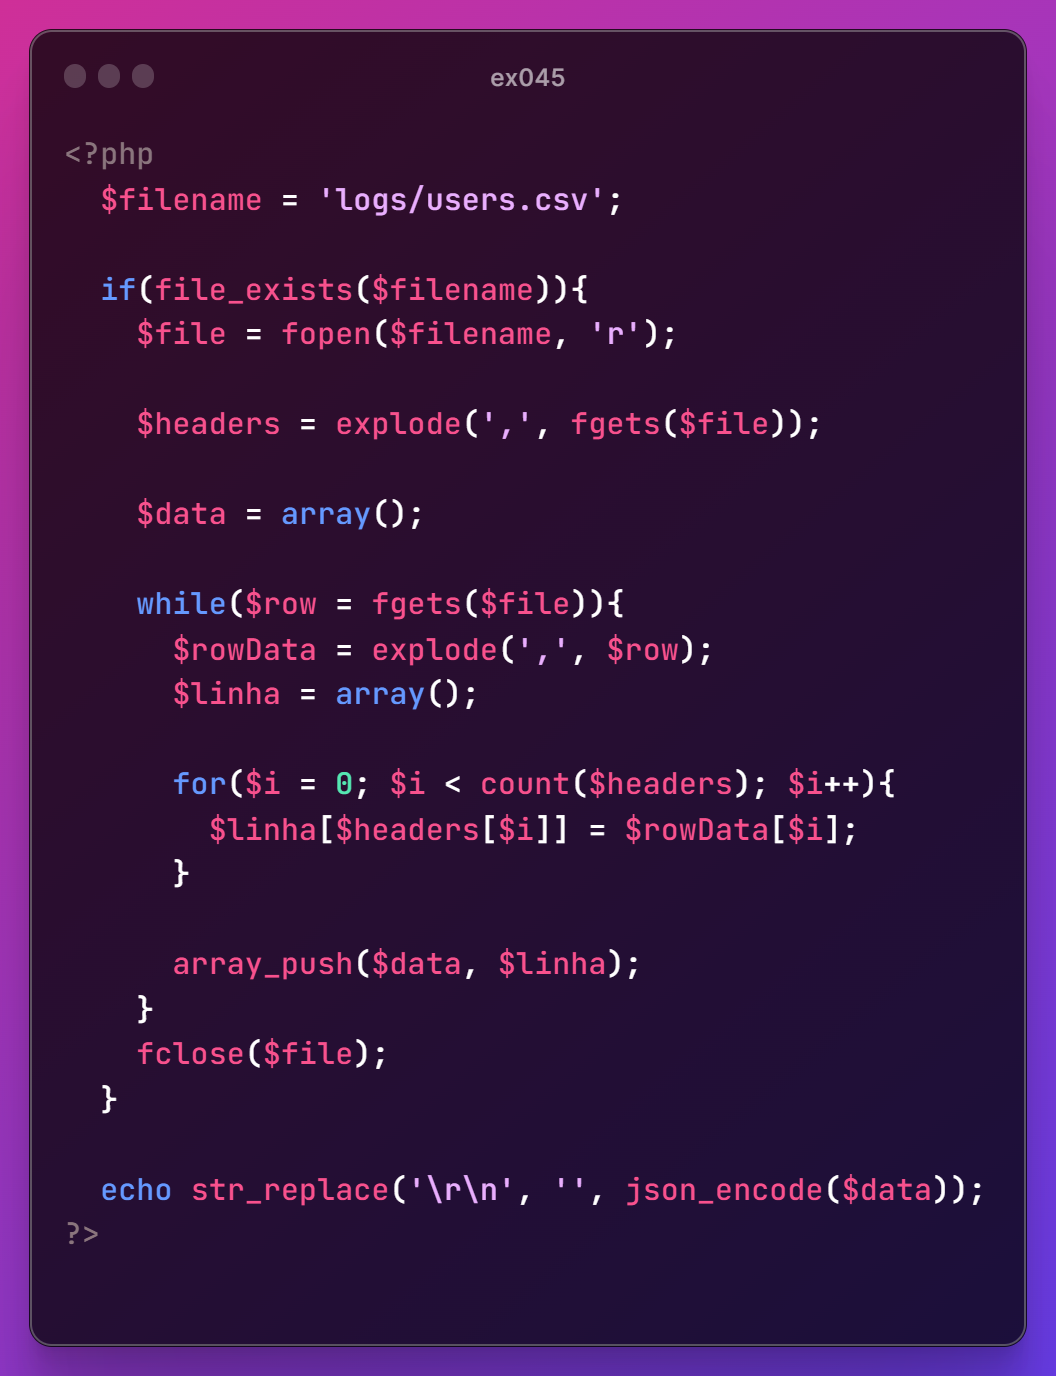 ex045
<?php
  $filename = 'logs/users.csv';

  if(file_exists($filename)){
    $file = fopen($filename, 'r');

    $headers = explode(',', fgets($file));

    $data = array();

    while($row = fgets($file)){
      $rowData = explode(',', $row);
      $linha = array();

      for($i = 0; $i < count($headers); $i++){
        $linha[$headers[$i]] = $rowData[$i];
      }

      array_push($data, $linha);
    }
    fclose($file);
  }

  echo str_replace('\r\n', '', json_encode($data));
?>